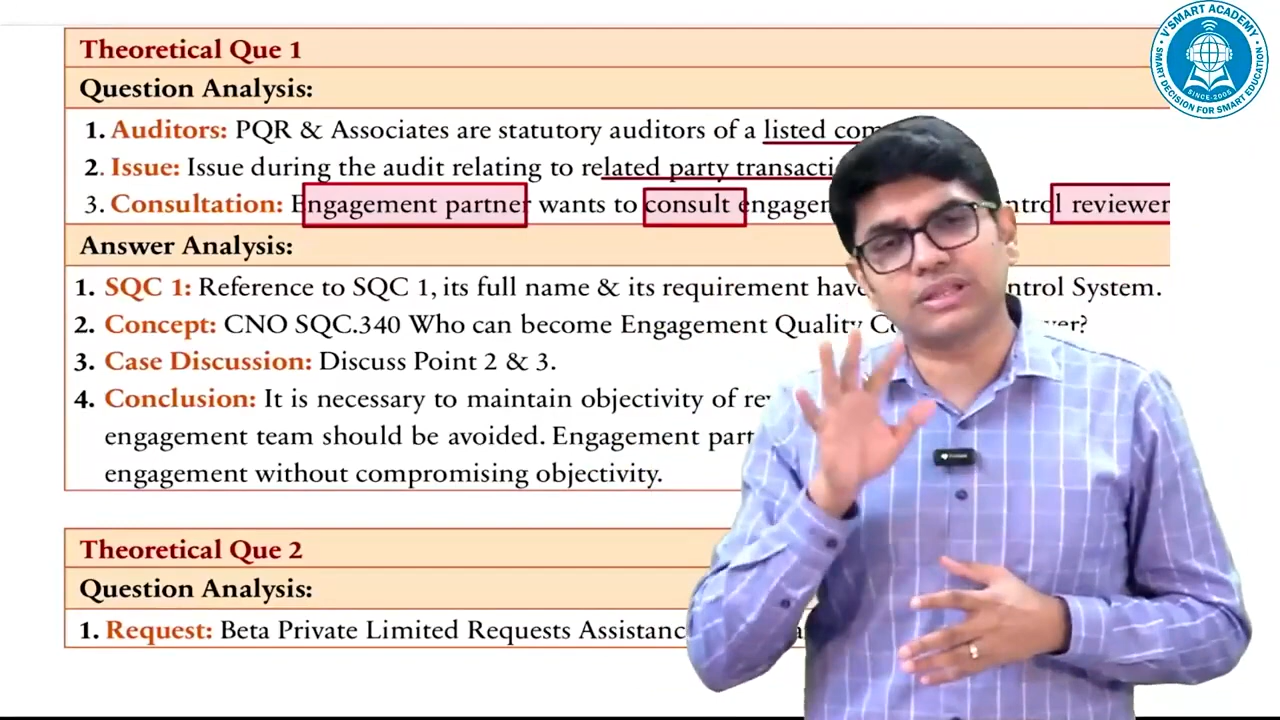 Theoretical Que 1
Question Analysis:
1. Auditors: PQR & Associates are statutory auditors of a listed
2. Issue: Issue during the audit relating to related party
3. Consultation: Engagement partner wants to consult reviewer
Answer Analysis:
1. SQC 1: Reference to SQC 1, its full name & its requirement System.
2. Concept: CNO SQC.340 Who can become Engagement Quality
3. Case Discussion: Discuss Point 2 & 3.
4. Conclusion: It is necessary to maintain objectivity of
engagement team should be avoided. Engagement
engagement without compromising objectivity.
Theoretical Que 2
Question Analysis:
1. Request: Beta Private Limited Requests
V'SMART ACADEMY
SMART DECISION FOR SMART EDUCATION
SINCE-2005